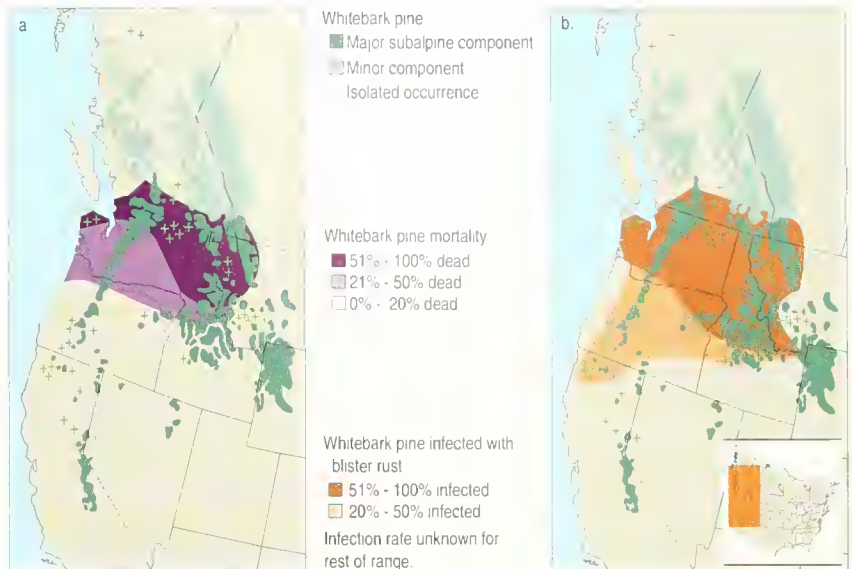 a
Whitebark pine
Major subalpine component
Minor component
Isolated occurrence
Whitebark pine mortality
51% - 100% dead
21% - 50% dead
0% - 20% dead
Whitebark pine infected with
blister rust
51% - 100% infected
20% - 50% infected
Infection rate unknown for
rest of range.
b.